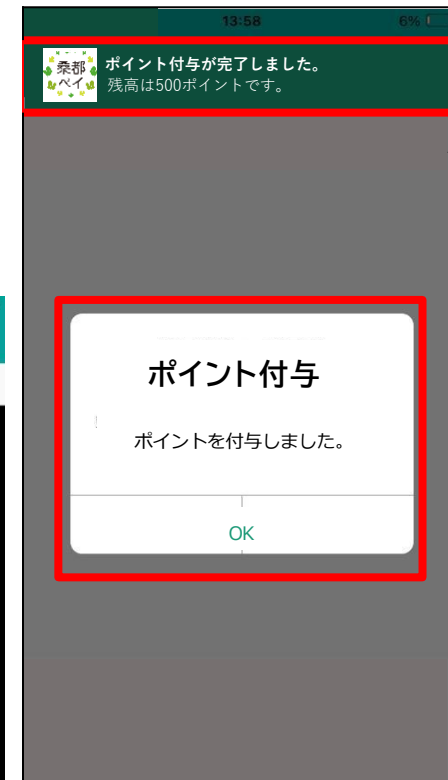 13:58
6%
桑都
ペイ
ポイント付与が完了しました。
残高は500ポイントです。
ポイント付与
ポイントを付与しました。
OK